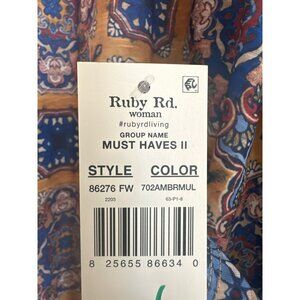 Ruby Rd.
woman
#rubyrdliving
GROUP NAME
MUST HAVES II
STYLE COLOR
86276 FW 702AMBRMUL
2203 63-P1-8
8 25655 86634 0